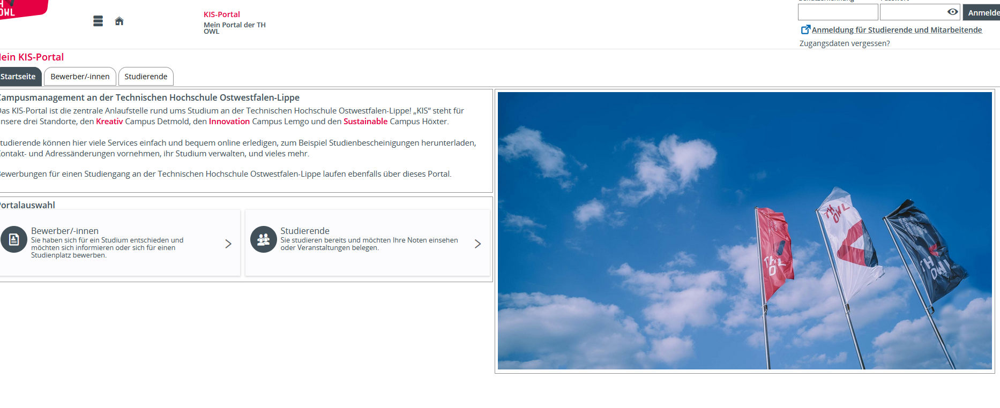 OWL
KIS-Portal
Mein Portal der TH
OWL
Anmelde
Anmeldung für Studierende und Mitarbeitende
Zugangsdaten vergessen?
ein KIS-Portal
Startseite
Bewerber/-innen
Studierende
ampusmanagement an der Technischen Hochschule Ostwestfalen-Lippe
as KIS-Portal ist die zentrale Anlaufstelle rund ums Studium an der Technischen Hochschule Ostwestfalen-Lippe! „KIS“ steht für
nsere drei Standorte, den Kreativ Campus Detmold, den Innovation Campus Lemgo und den Sustainable Campus Höxter.
tudierende können hier viele Services einfach und bequem online erledigen, zum Beispiel Studienbescheinigungen herunterladen,
ontakt- und Adressänderungen vornehmen, ihr Studium verwalten, und vieles mehr.
ewerbungen für einen Studiengang an der Technischen Hochschule Ostwestfalen-Lippe laufen ebenfalls über dieses Portal.
ortalauswahl
Bewerber/-innen
Sie haben sich für ein Studium entschieden und
möchten sich informieren oder sich für einen
Studienplatz bewerben.
Studierende
Sie studieren bereits und möchten Ihre Noten einsehen
oder Veranstaltungen belegen.
TH
OWL
TH
OWL
TH
OWL